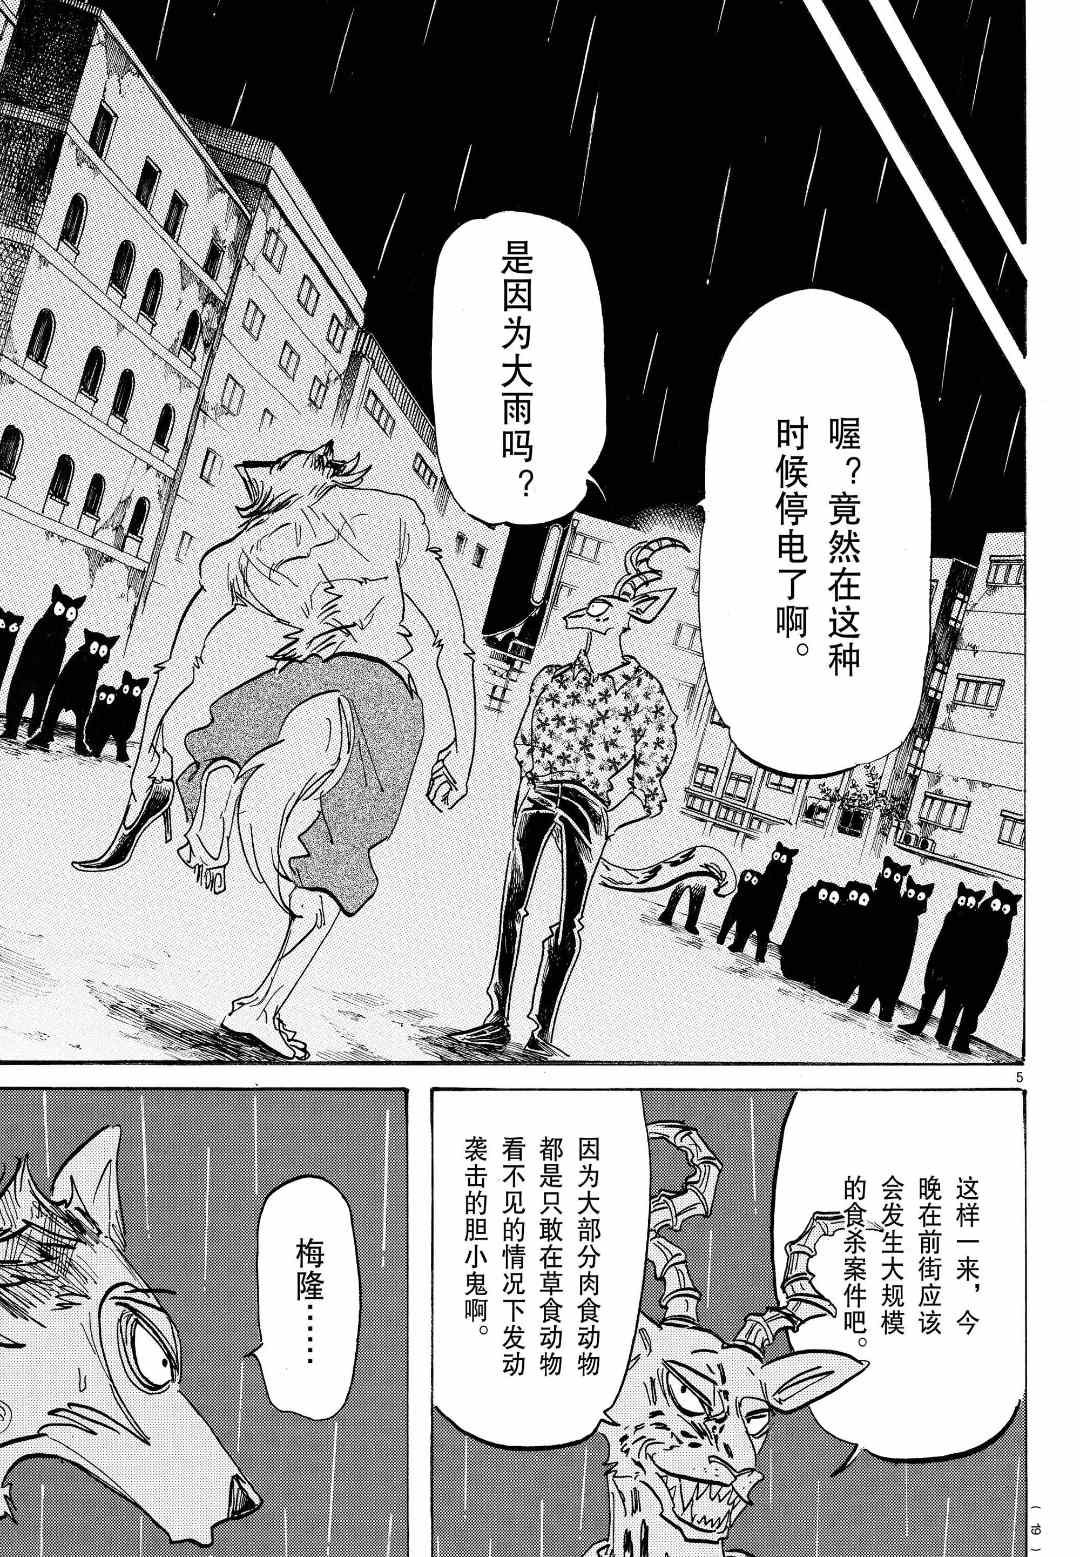 喔？竟然在这种
时候停电了啊。
是因为大雨吗？
5
这样一来，今
晚在前街应该
会发生大规模
的食杀案件吧。
因为大部分肉食动物
都是只敢在草食动物
看不见的情况下发动
袭击的胆小鬼啊。
梅隆……
( 19 )